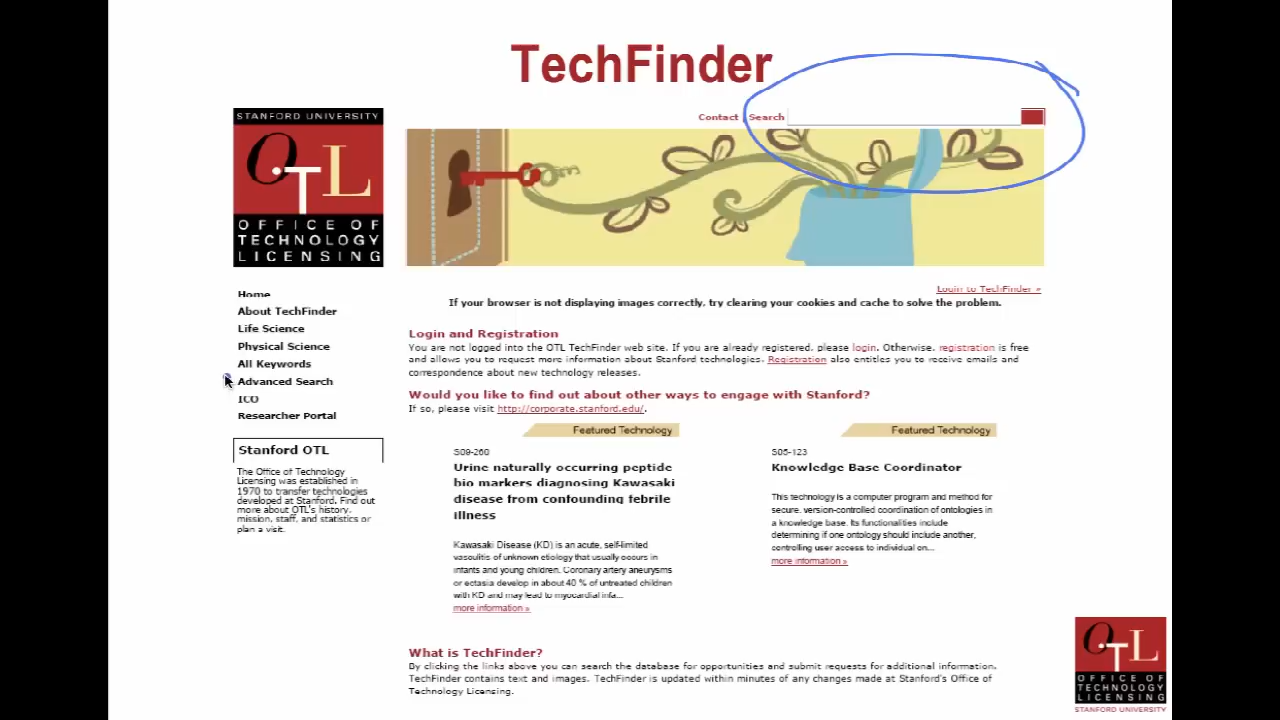 TechFinder
STANFORD UNIVERSITY
OTL
OFFICE OF
TECHNOLOGY
LICENSING
Contact Search
Home
About TechFinder
Life Science
Physical Science
All Keywords
Advanced Search
ICO
Researcher Portal
Stanford OTL
The Office of Technology
Licensing was established in
1970 to transfer technologies
developed at Stanford. Find out
more about OTL's history,
mission, staff, and statistics or
plan a visit.
Login to TechFinder »
If your browser is not displaying images correctly, try clearing your cookies and cache to solve the problem.
Login and Registration
You are not logged into the OTL TechFinder web site. If you are already registered, please login. Otherwise, registration is free
and allows you to request more information about Stanford technologies. Registration also entitles you to receive emails and
correspondence about new technology releases.
Would you like to find out about other ways to engage with Stanford?
If so, please visit http://corporate.stanford.edu/.
Featured Technology
S09-260
Urine naturally occurring peptide
bio markers diagnosing Kawasaki
disease from confounding febrile
illness
Kawasaki Disease (KD) is an acute, self-limited
vasculitis of unknown etiology that usually occurs in
infants and young children. Coronary artery aneurysms
or ectasia develop in about 40 % of untreated children
with KD and may lead to myocardial infa...
more information »
Featured Technology
S05-123
Knowledge Base Coordinator
This technology is a computer program and method for
secure, version-controlled coordination of ontologies in
a knowledge base. Its functionalities include
determining if one ontology should include another,
controlling user access to individual on...
more information »
What is TechFinder?
By clicking the links above you can search the database for opportunities and submit requests for additional information.
TechFinder contains text and images. TechFinder is updated within minutes of any changes made at Stanford's Office of
Technology Licensing.
OTL
OFFICE OF
TECHNOLOGY
LICENSING
STANFORD UNIVERSITY